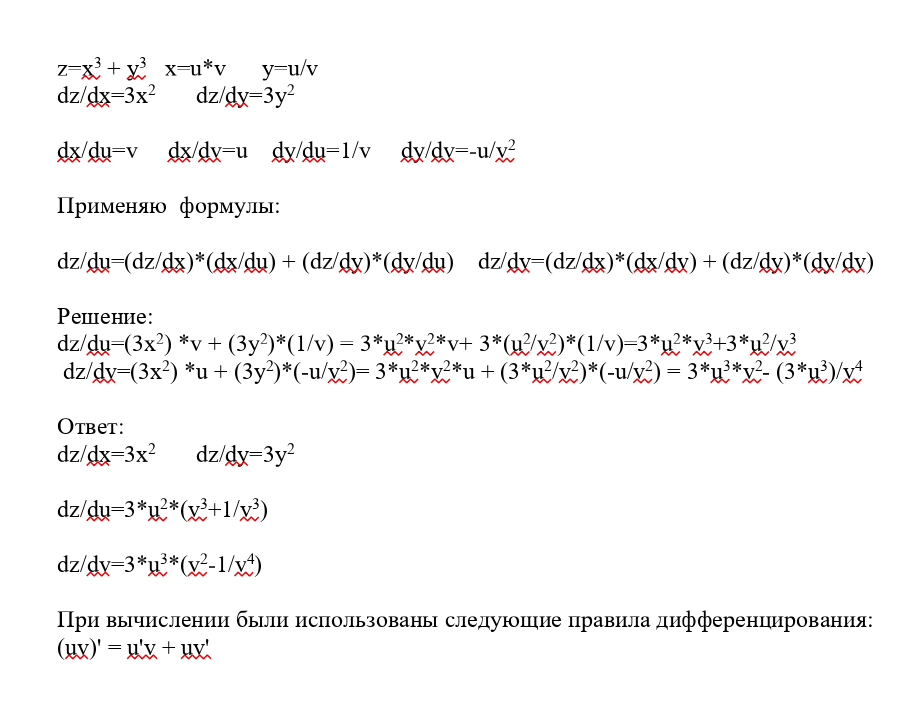 z=x³ + y³ x=u*v y=u/v
dz/dx=3x² dz/dy=3y²
dx/du=v dx/dv=u dy/du=1/v dy/dv=-u/v²
Применяю формулы:
dz/du=(dz/dx)*(dx/du) + (dz/dy)*(dy/du) dz/dv=(dz/dx)*(dx/dv) + (dz/dy)*(dy/dv)
Решение:
dz/du=(3x²) *v + (3y²)*(1/v) = 3*u²*v²*v+ 3*(u²/v²)*(1/v)=3*u²*v³+3*u²/v³
dz/dv=(3x²) *u + (3y²)*(-u/v²)= 3*u²*v²*u + (3*u²/v²)*(-u/v²) = 3*u³*v²- (3*u³)/v⁴
Ответ:
dz/dx=3x² dz/dy=3y²
dz/du=3*u²*(v³+1/v³)
dz/dv=3*u³*(v²-1/v⁴)
При вычислении были использованы следующие правила дифференцирования:
(uv)' = u'v + uv'